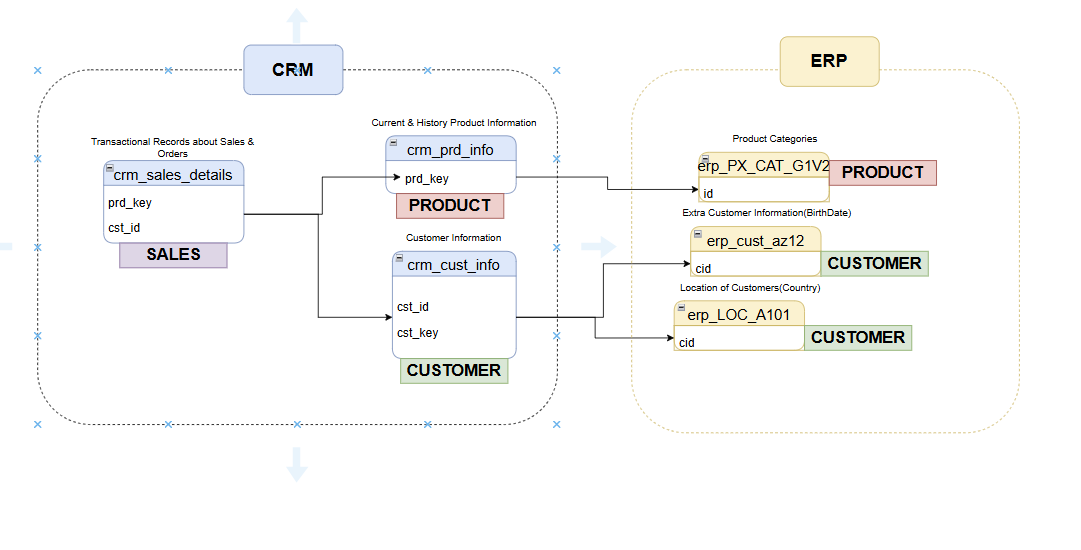 CRM
ERP
Transactional Records about Sales &
Orders
crm_sales_details
prd_key
cst_id
SALES
Current & History Product Information
crm_prd_info
prd_key
PRODUCT
Customer Information
crm_cust_info
cst_id
cst_key
CUSTOMER
Product Categories
erp_PX_CAT_G1V2
id
PRODUCT
Extra Customer Information(BirthDate)
erp_cust_az12
cid
CUSTOMER
Location of Customers(Country)
erp_LOC_A101
cid
CUSTOMER